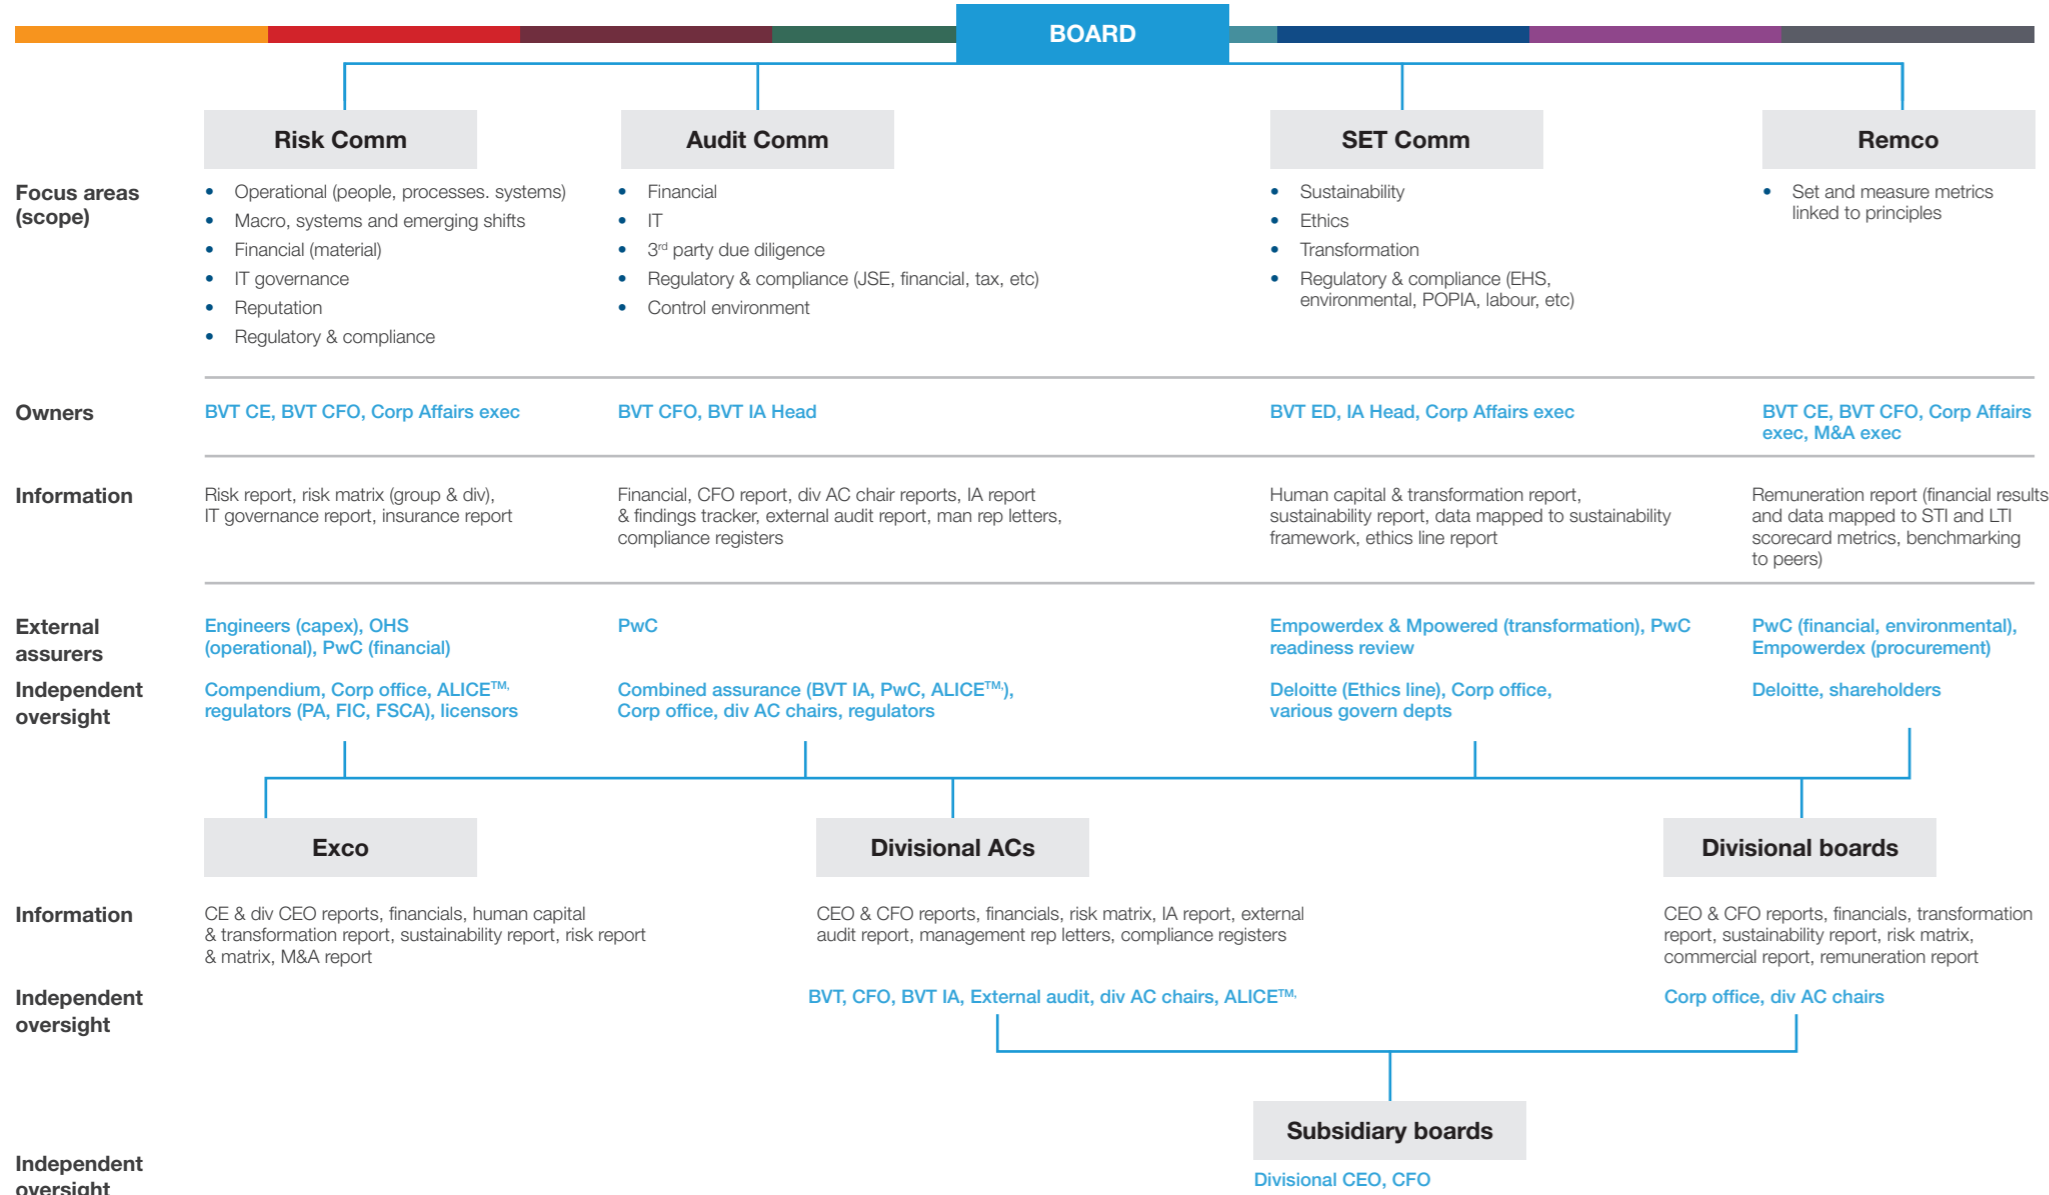 BOARD
Risk Comm
Audit Comm
SET Comm
Remco
Focus areas
(scope)
• Operational (people, processes. systems)
• Macro, systems and emerging shifts
• Financial (material)
• IT governance
• Reputation
• Regulatory & compliance
• Financial
• IT
• 3rd party due diligence
• Regulatory & compliance (JSE, financial, tax, etc)
• Control environment
• Sustainability
• Ethics
• Transformation
• Regulatory & compliance (EHS,
environmental, POPIA, labour, etc)
• Set and measure metrics
linked to principles
Owners
BVT CE, BVT CFO, Corp Affairs exec
BVT CFO, BVT IA Head
BVT ED, IA Head, Corp Affairs exec
BVT CE, BVT CFO, Corp Affairs
exec, M&A exec
Information
Risk report, risk matrix (group & div),
IT governance report, insurance report
Financial, CFO report, div AC chair reports, IA report
& findings tracker, external audit report, man rep letters,
compliance registers
Human capital & transformation report,
sustainability report, data mapped to sustainability
framework, ethics line report
Remuneration report (financial results
and data mapped to STI and LTI
scorecard metrics, benchmarking
to peers)
External
assurers
Engineers (capex), OHS
(operational), PwC (financial)
PwC
Empowerdex & Mpowered (transformation), PwC
readiness review
PwC (financial, environmental),
Empowerdex (procurement)
Independent
oversight
Compendium, Corp office, ALICE™,
regulators (PA, FIC, FSCA), licensors
Combined assurance (BVT IA, PwC, ALICE™,),
Corp office, div AC chairs, regulators
Deloitte (Ethics line), Corp office,
various govern depts
Deloitte, shareholders
Exco
Divisional ACs
Divisional boards
Information
CE & div CEO reports, financials, human capital
& transformation report, sustainability report, risk report
& matrix, M&A report
CEO & CFO reports, financials, risk matrix, IA report, external
audit report, management rep letters, compliance registers
CEO & CFO reports, financials, transformation
report, sustainability report, risk matrix,
commercial report, remuneration report
Independent
oversight
BVT, CFO, BVT IA, External audit, div AC chairs, ALICE™,
Corp office, div AC chairs
Subsidiary boards
Independent
oversight
Divisional CEO, CFO